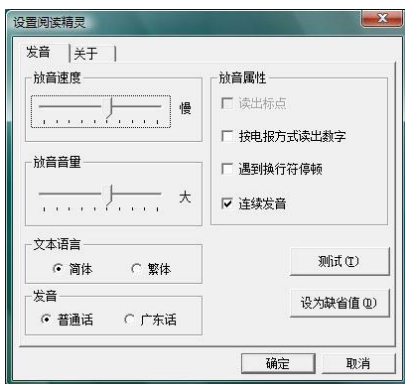 设置阅读精灵
发音
关于
放音速度
慢
放音音量
大
文本语言
简体
繁体
发音
普通话
广东话
放音属性
读出标点
按电报方式读出数字
遇到换行符停顿
连续发音
测试(T)
设为缺省值(D)
确定
取消